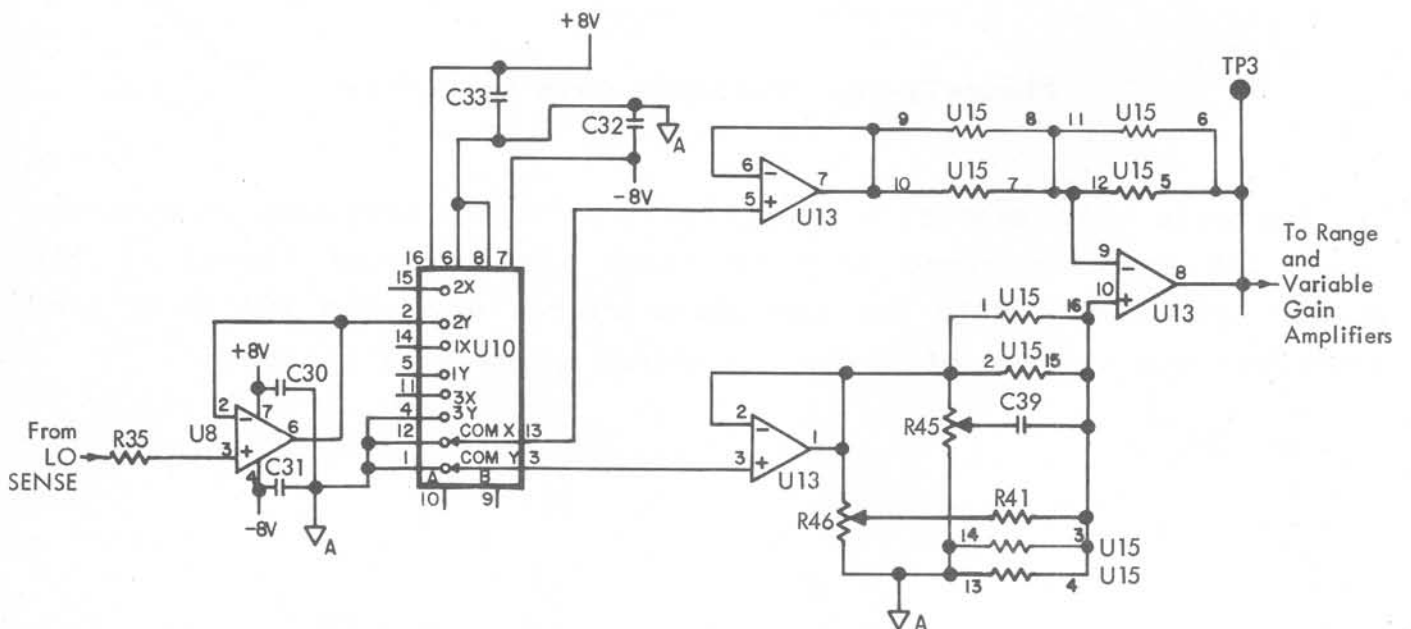 +8V
C33
C32
A
-8V
TP3
9 U15 8 11 U15 6
10 U15 7 12 U15 5
6
5
7
U13
9
10
8
U13
To Range
and
Variable
Gain
Amplifiers
16 6 8 7
15 2X
2 2Y
14 1X
U10
5 1Y
11 3X
4 3Y
12 COM X 13
1 COM Y 3
A B
10 9
+8V
C30
2
7
U8
6
3
4
C31
-8V
A
From
LO
SENSE
R35
1 U15 16
2 U15 15
C39
R45
2
3
1
U13
R46
R41
14 3 U15
13 4 U15
A